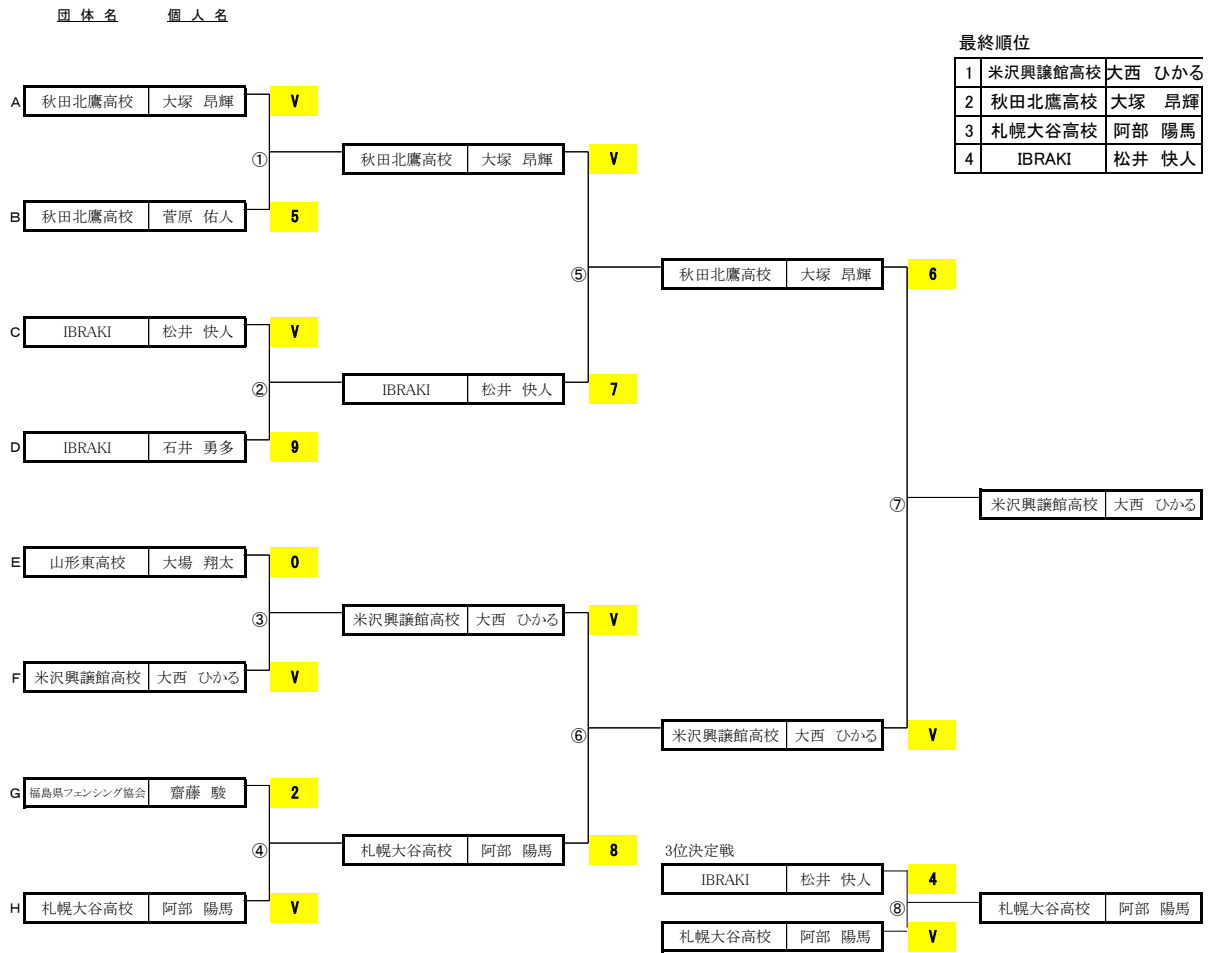 団 体 名 個 人 名
最終順位
1 米沢興譲館高校 大西 ひかる
2 秋田北鷹高校 大塚 昂輝
3 札幌大谷高校 阿部 陽馬
4 IBRAKI 松井 快人
A 秋田北鷹高校 大塚 昂輝 V
① 秋田北鷹高校 大塚 昂輝 V
B 秋田北鷹高校 菅原 佑人 5
⑤ 秋田北鷹高校 大塚 昂輝 6
C IBRAKI 松井 快人 V
② IBRAKI 松井 快人 7
D IBRAKI 石井 勇多 9
⑦ 米沢興譲館高校 大西 ひかる
E 山形東高校 大場 翔太 0
③ 米沢興譲館高校 大西 ひかる V
F 米沢興譲館高校 大西 ひかる V
⑥ 米沢興譲館高校 大西 ひかる V
G 福島県フェンシング協会 齋藤 駿 2
④ 札幌大谷高校 阿部 陽馬 8
H 札幌大谷高校 阿部 陽馬 V
3位決定戦
IBRAKI 松井 快人 4
⑧ 札幌大谷高校 阿部 陽馬
札幌大谷高校 阿部 陽馬 V